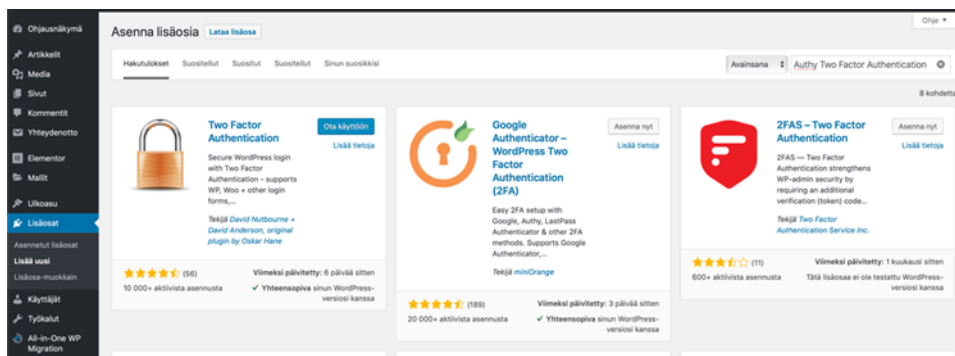 Ohje ▼
Ohjausnäkymä
Artikkelit
Media
Sivut
Kommentit
Yhteydenotto
Elementor
Mallit
Ulkoasu
Lisäosat
Asennetut lisäosat
Lisää uusi
Lisäosa-muokkain
Käyttäjät
Työkalut
All-in-One WP
Migration
Asenna lisäosia Lataa lisäosa
Hakutulokset Suositellut Suositut Suositellut Sinun suosikkisi
Avainsana Authy Two Factor Authentication
8 kohdetta
Two Factor
Authentication
Ota käyttöön
Lisää tietoja
Secure WordPress login
with Two Factor
Authentication – supports
WP, Woo + other login
forms,...
Tekijä David Nutbourne +
David Anderson, original
plugin by Oskar Hane
(56)
10 000+ aktiivista asennusta
Viimeksi päivitetty: 6 päivää sitten
✓ Yhteensopiva sinun WordPress-
versiosi kanssa
Google
Authenticator –
WordPress Two
Factor
Authentication
(2FA)
Asenna nyt
Lisää tietoja
Easy 2FA setup with
Google, Authy, LastPass
Authenticator & other 2FA
methods. Supports Google
Authenticator,...
Tekijä miniOrange
(189)
20 000+ aktiivista asennusta
Viimeksi päivitetty: 3 päivää sitten
✓ Yhteensopiva sinun WordPress-
versiosi kanssa
2FAS – Two Factor
Authentication
Asenna nyt
Lisää tietoja
2FAS — Two Factor
Authentication strengthens
WP-admin security by
requiring an additional
verification (token) code...
Tekijä Two Factor
Authentication Service Inc.
(11)
600+ aktiivista asennusta
Viimeksi päivitetty: 1 kuukausi sitten
Tätä lisäosaa ei ole testattu WordPress-
versiosi kanssa